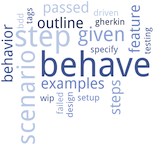 passed
driven
gherkin
bdd
tags
outline
step
given
behavior
scenario
specify
feature
testing
behave
examples
wip
failed
design
setup
steps